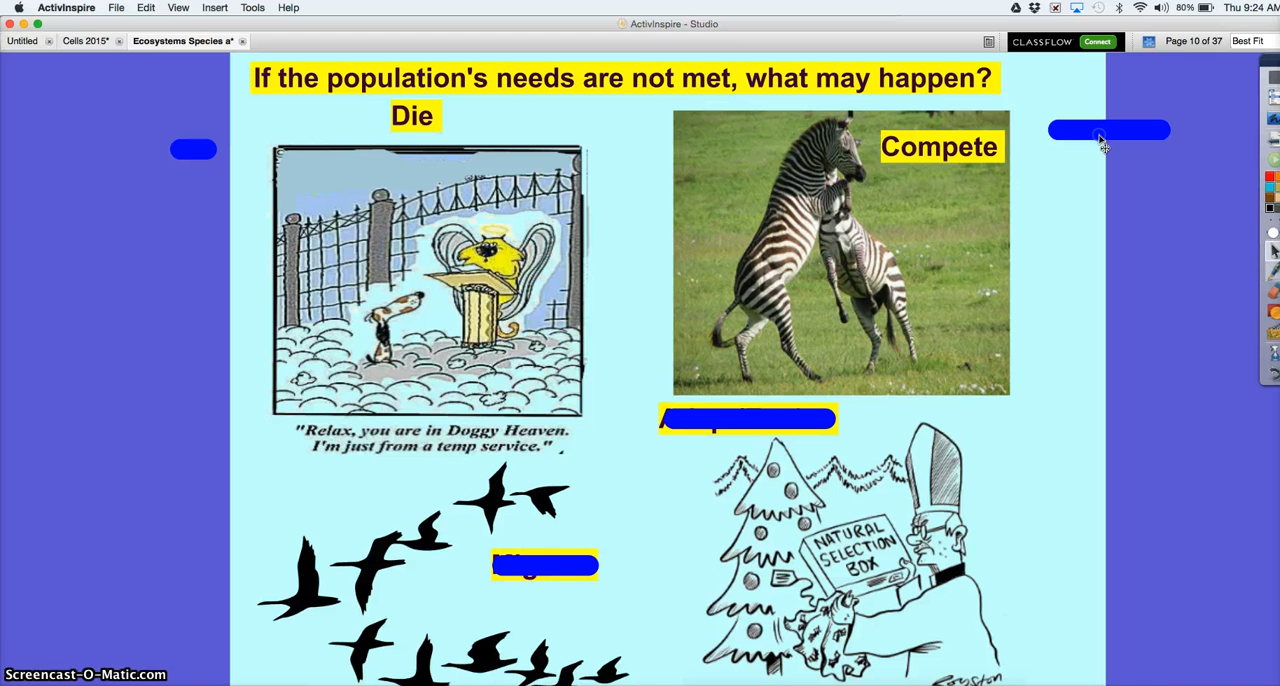 ActivInspire File Edit View Insert Tools Help
80% Thu 9:24 AM
ActivInspire - Studio
Untitled Cells 2015* Ecosystems Species a*
CLASSFLOW Connect Page 10 of 37 Best Fit
If the population's needs are not met, what may happen?
Die
Compete
"Relax, you are in Doggy Heaven.
I'm just from a temp service."
NATURAL
SELECTION
BOX
Royston
Screencast-O-Matic.com